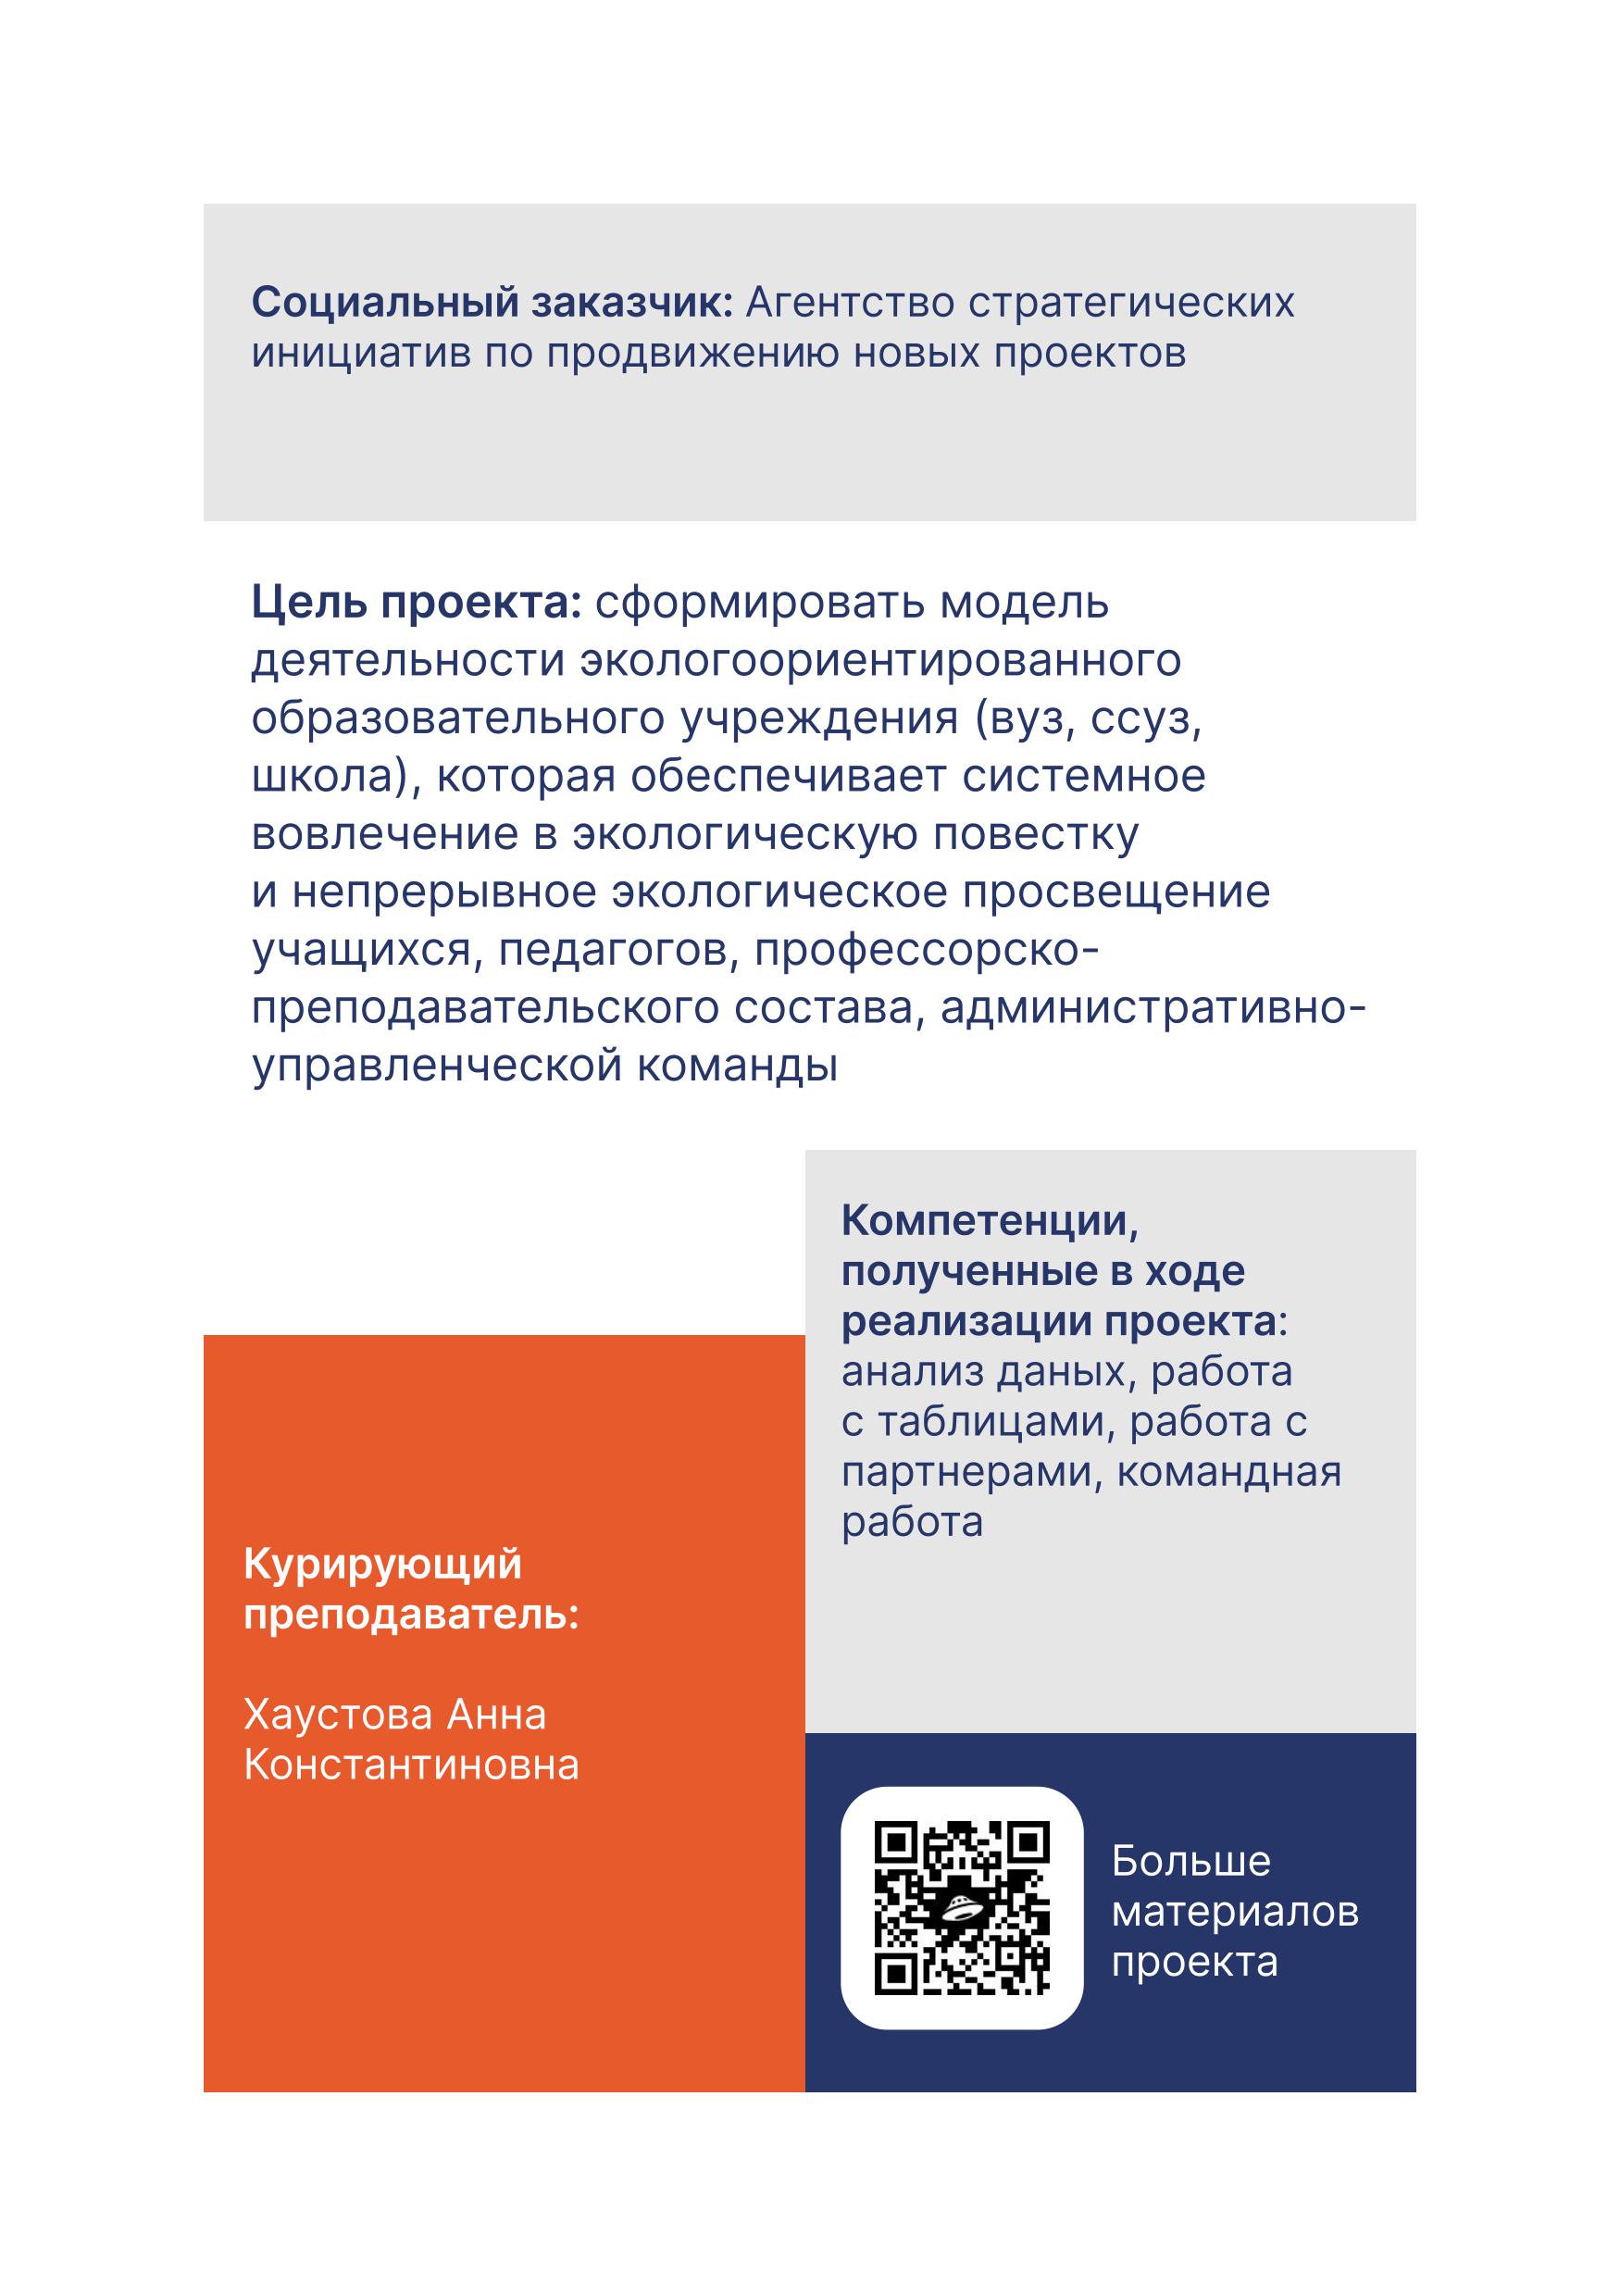 Социальный заказчик: Агентство стратегических
инициатив по продвижению новых проектов
Цель проекта: сформировать модель
деятельности экологоориентированного
образовательного учреждения (вуз, ссуз,
школа), которая обеспечивает системное
вовлечение в экологическую повестку
и непрерывное экологическое просвещение
учащихся, педагогов, профессорско-
преподавательского состава, административно-
управленческой команды
Компетенции,
полученные в ходе
реализации проекта:
анализ даных, работа
с таблицами, работа с
партнерами, командная
работа
Курирующий
преподаватель:
Хаустова Анна
Константиновна
Больше
материалов
проекта